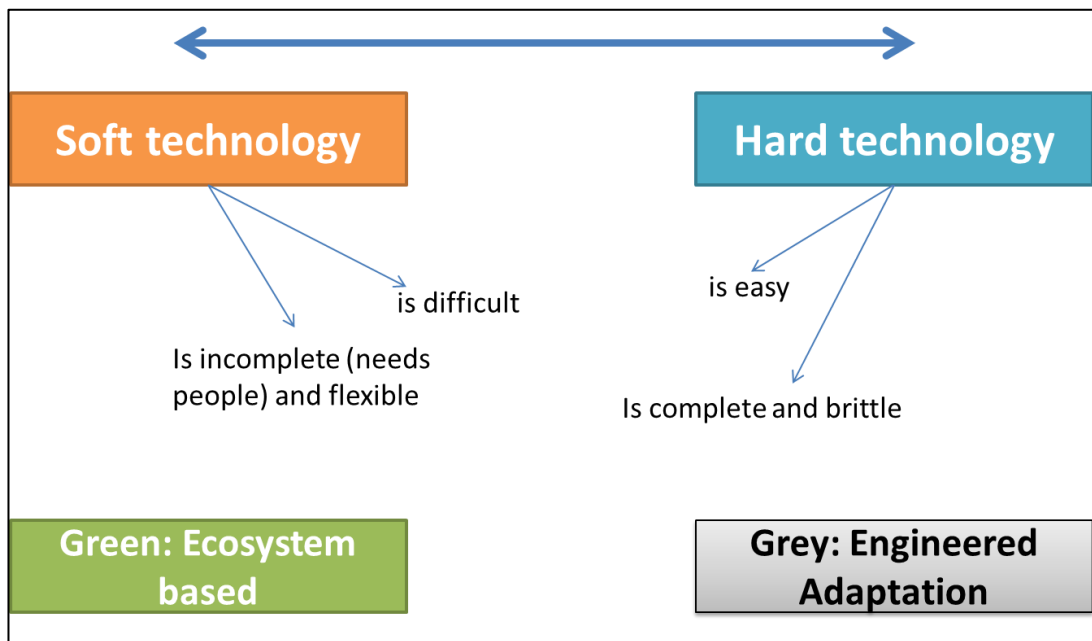 Soft technology
Hard technology
is difficult
is easy
Is incomplete (needs
people) and flexible
Is complete and brittle
Green: Ecosystem
based
Grey: Engineered
Adaptation